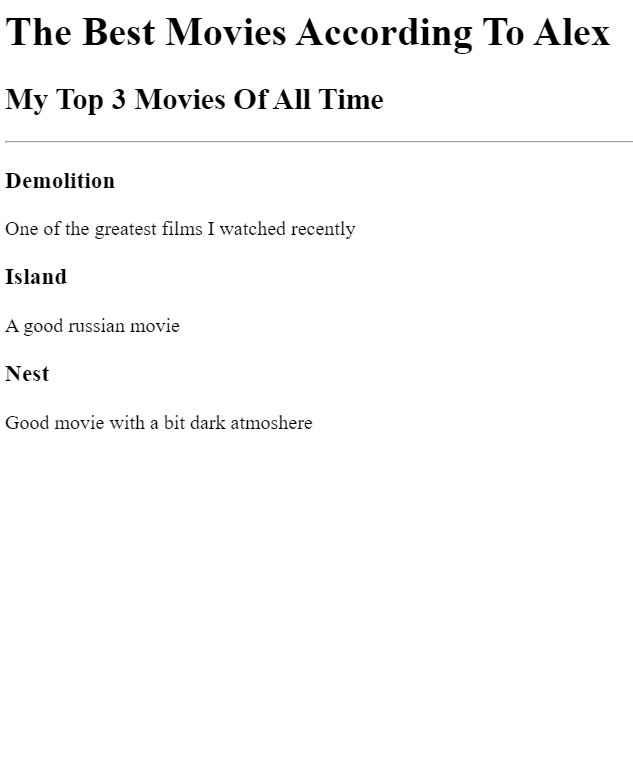 The Best Movies According To Alex
My Top 3 Movies Of All Time
Demolition
One of the greatest films I watched recently
Island
A good russian movie
Nest
Good movie with a bit dark atmoshere